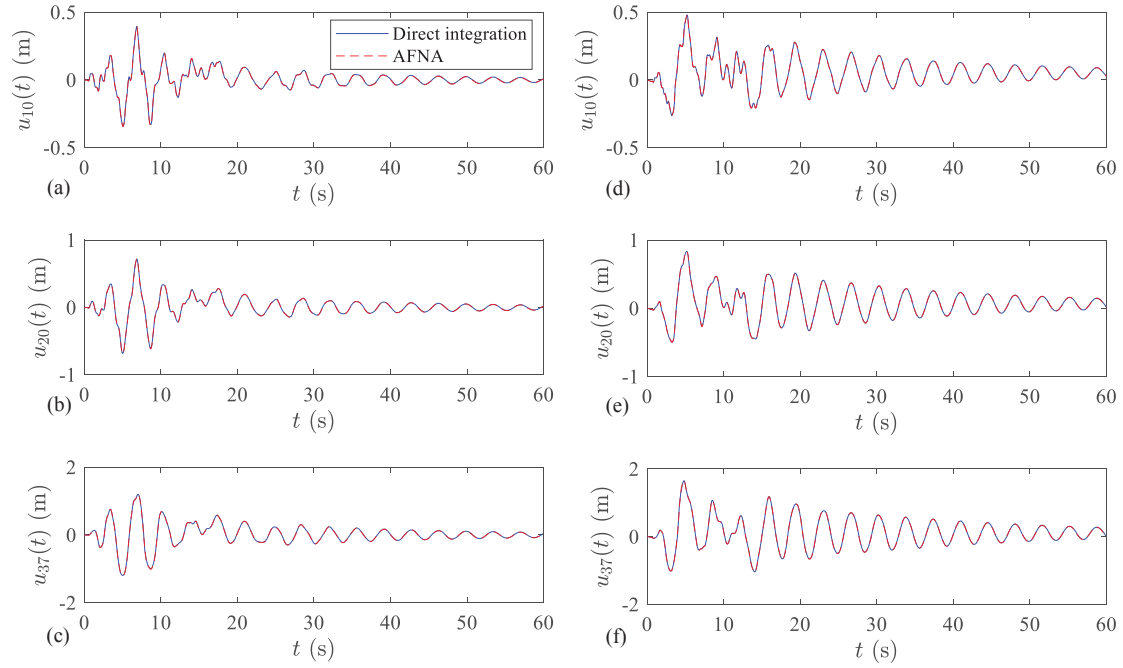 0.5
0
-0.5
u10(t) (m)
Direct integration
AFNA
0 10 20 30 40 50 60
t (s)
(a)
1
0
-1
u20(t) (m)
0 10 20 30 40 50 60
t (s)
(b)
2
0
-2
u37(t) (m)
0 10 20 30 40 50 60
t (s)
(c)
0.5
0
-0.5
u10(t) (m)
0 10 20 30 40 50 60
t (s)
(d)
1
0
-1
u20(t) (m)
0 10 20 30 40 50 60
t (s)
(e)
2
0
-2
u37(t) (m)
0 10 20 30 40 50 60
t (s)
(f)